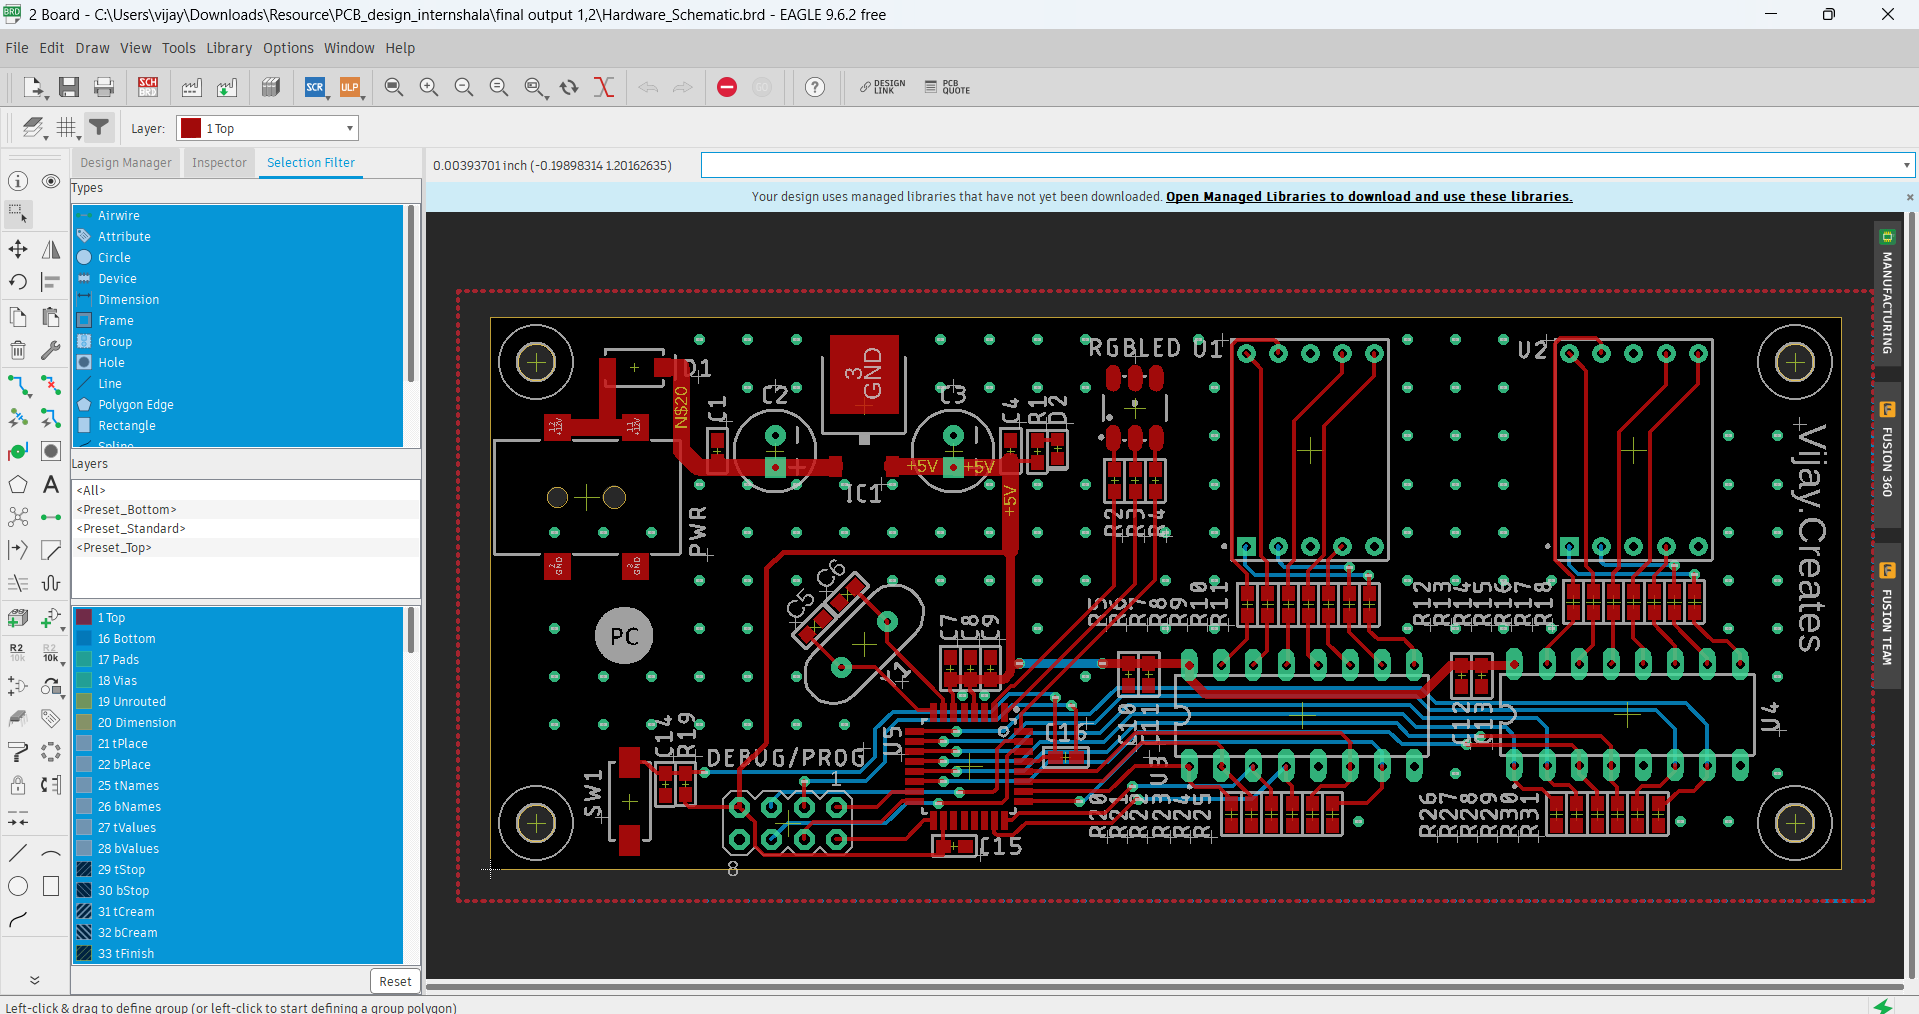 2 Board - C:\Users\vijay\Downloads\Resource\PCB_design_internshala\final output 1,2\Hardware_Schematic.brd - EAGLE 9.6.2 free
File Edit Draw View Tools Library Options Window Help
SCH BRD
SCR
ULP
DESIGN LINK
PCB QUOTE
Layer: 1 Top
Design Manager Inspector Selection Filter
0.00393701 inch (-0.19898314 1.20162635)
Your design uses managed libraries that have not yet been downloaded. Open Managed Libraries to download and use these libraries.
Types
Airwire
Attribute
Circle
Device
Dimension
Frame
Group
Hole
Line
Polygon Edge
Rectangle
Spline
Layers
<All>
<Preset_Bottom>
<Preset_Standard>
<Preset_Top>
1 Top
16 Bottom
17 Pads
18 Vias
19 Unrouted
20 Dimension
21 tPlace
22 bPlace
25 tNames
26 bNames
27 tValues
28 bValues
29 tStop
30 bStop
31 tCream
32 bCream
33 tFinish
Reset
Left-click & drag to define group (or left-click to start defining a group polygon)
MANUFACTURING
FUSION 360
FUSION TEAM
D1
N$20
C1
C2
3
GND
C3
C4
R1
D2
RGBLED
U1
U2
+5V
+5V
+5V
IC1
PWR
2
GND
3
GND
PC
C5
C6
C7
C8
C9
R2
R3
R4
R7
R8
R9
R10
R11
R12
R13
R14
R15
R16
R17
R18
Vijay.Creates
SW1
C14
R19
DEBUG/PROG
1
8
U5
C16
C15
C10
C11
U3
C12
C13
U4
R20
R21
R22
R23
R24
R25
R26
R27
R28
R29
R30
R31